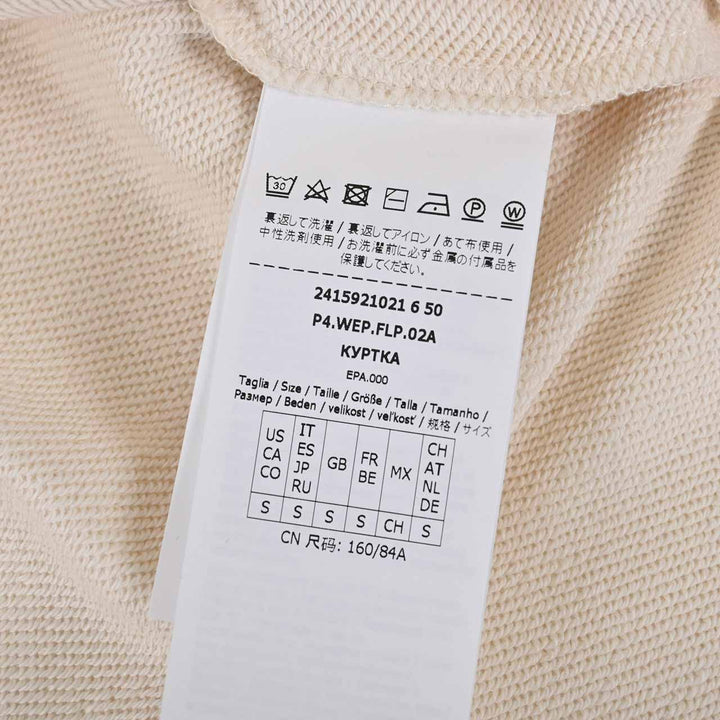 30 P W
裏返して洗濯 / 裏返してアイロン / あて布使用 /
中性洗剤使用 / お洗濯前に必ず金属の付属品を
保護してください。
2415921021 6 50
P4.WEP.FLP.02A
КУРТКА
EPA.000
Taglia / Size / Taille / Größe / Talla / Tamanho /
Размер / Beden / velikost / veľkosť / 规格 / サイズ
US CA CO IT ES JP RU GB FR BE MX CH AT NL DE
S S S S CH S
CN 尺码: 160/84A